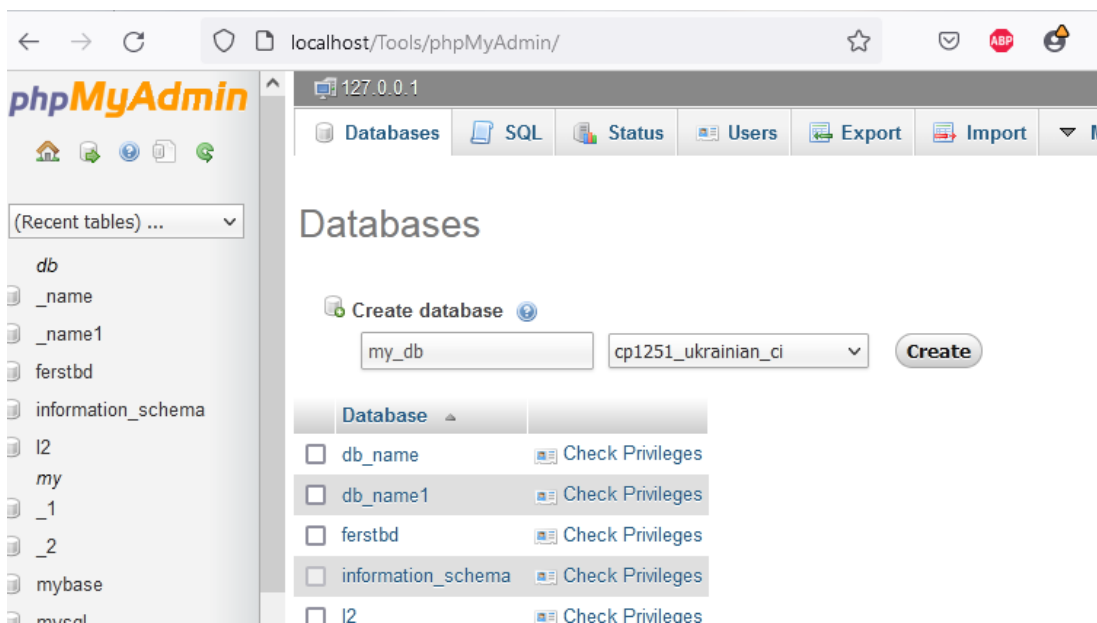 localhost/Tools/phpMyAdmin/
ABP
phpMyAdmin
(Recent tables) ...
db
_name
_name1
ferstbd
information_schema
l2
my
_1
_2
mybase
mysql
127.0.0.1
Databases
SQL
Status
Users
Export
Import
Databases
Create database
my_db
cp1251_ukrainian_ci
Create
Database
db_name Check Privileges
db_name1 Check Privileges
ferstbd Check Privileges
information_schema Check Privileges
l2 Check Privileges